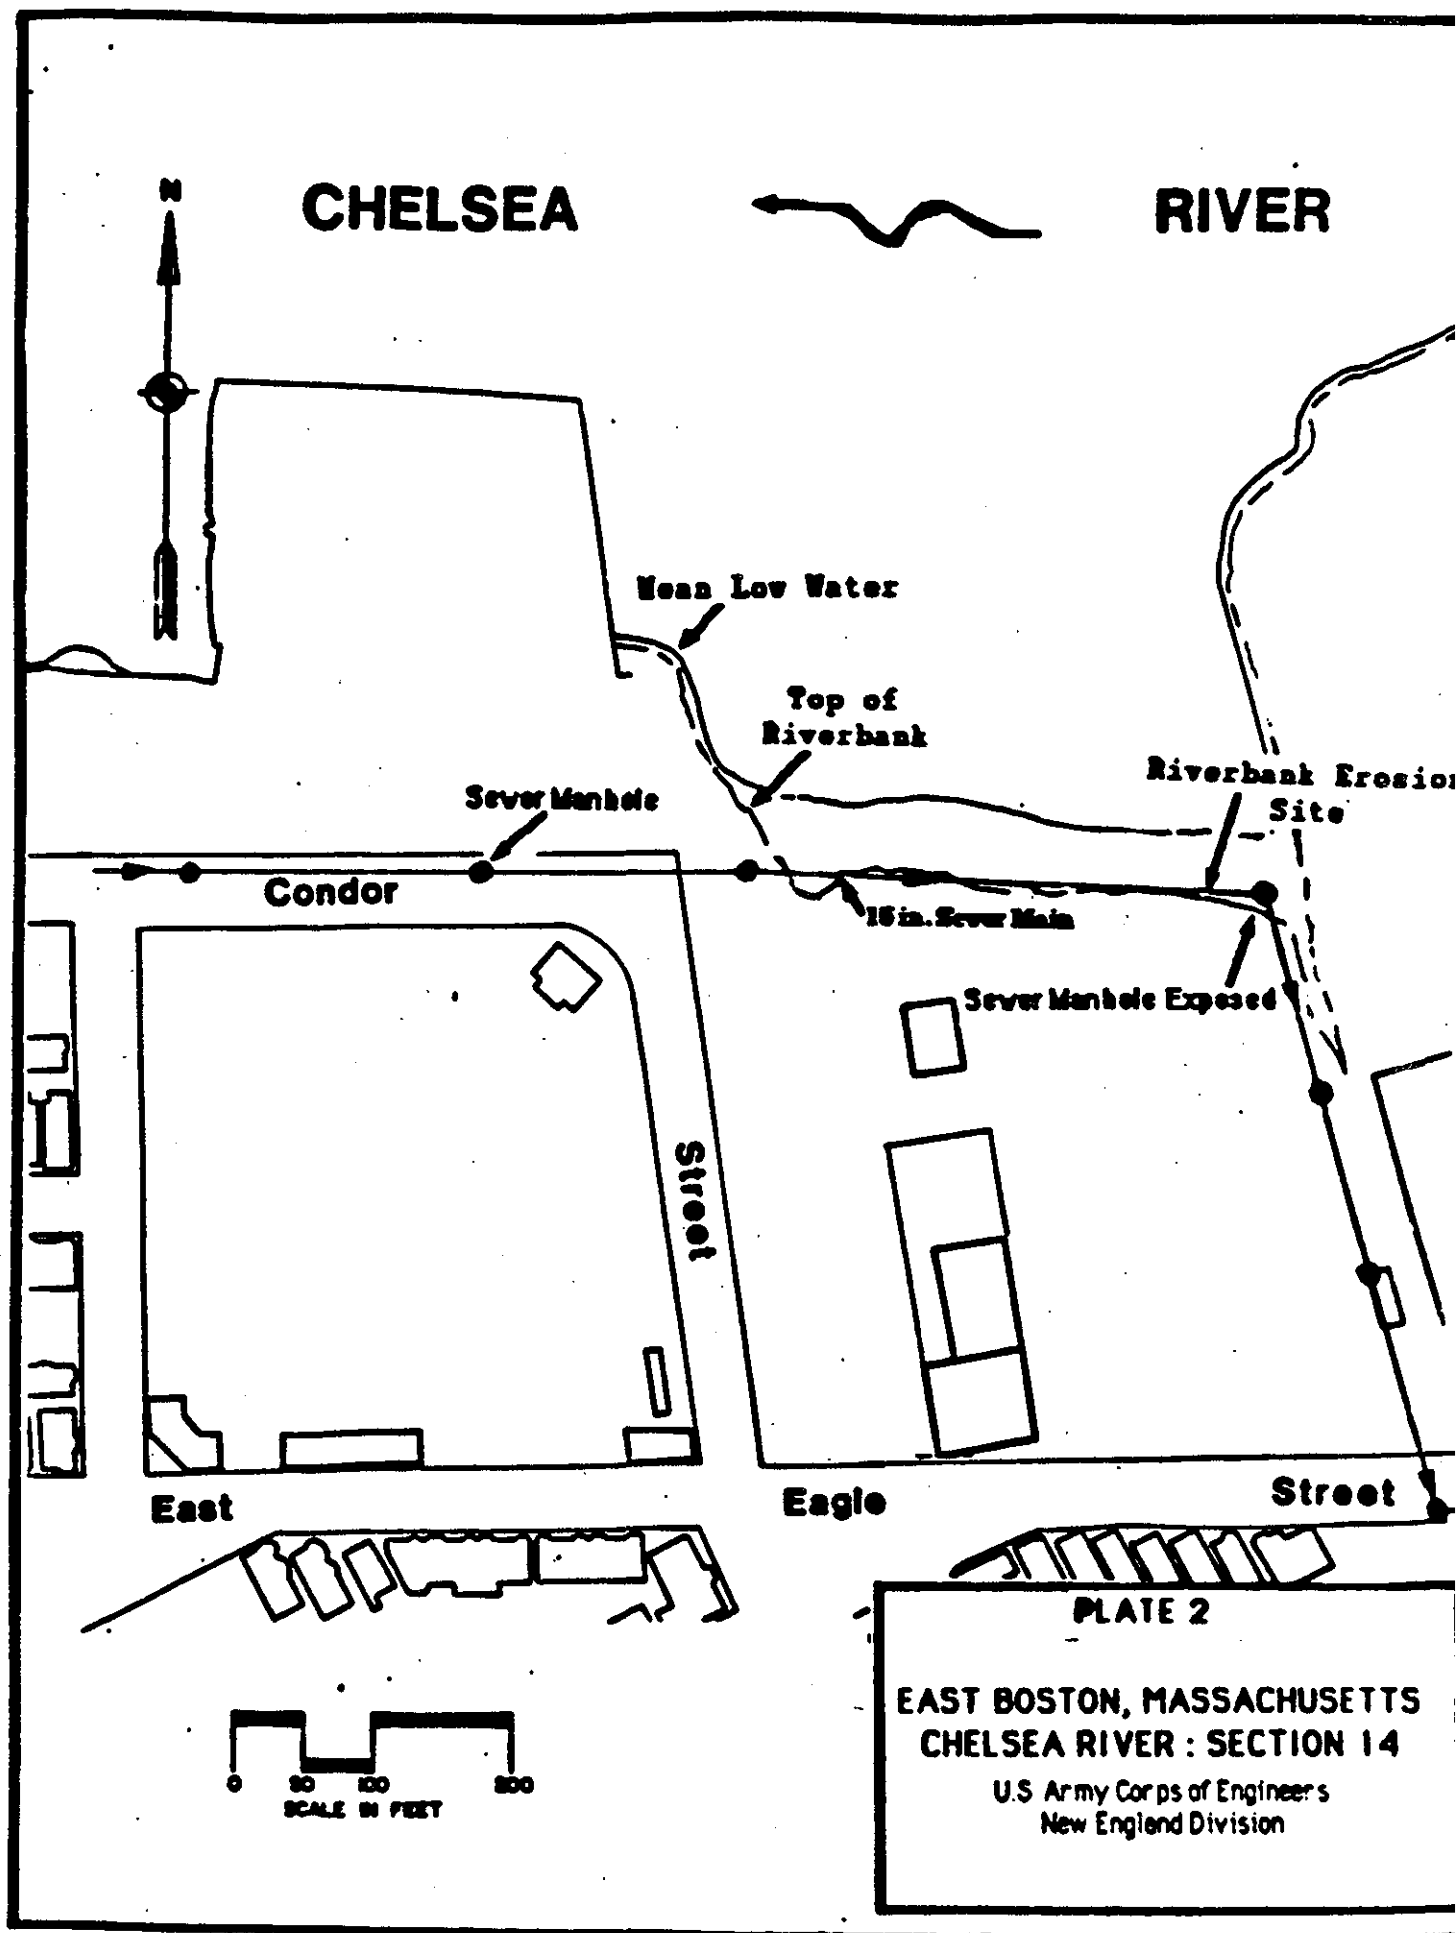 N
CHELSEA RIVER
Mean Low Water
Top of
Riverbank
Riverbank Erosion
Site
Sewer Manhole
Condor
15 in. Sewer Main
Sewer Manhole Exposed
Street
East Eagle Street
PLATE 2
EAST BOSTON, MASSACHUSETTS
CHELSEA RIVER : SECTION 14
U.S Army Corps of Engineers
New England Division
0 50 100 200
SCALE IN FEET